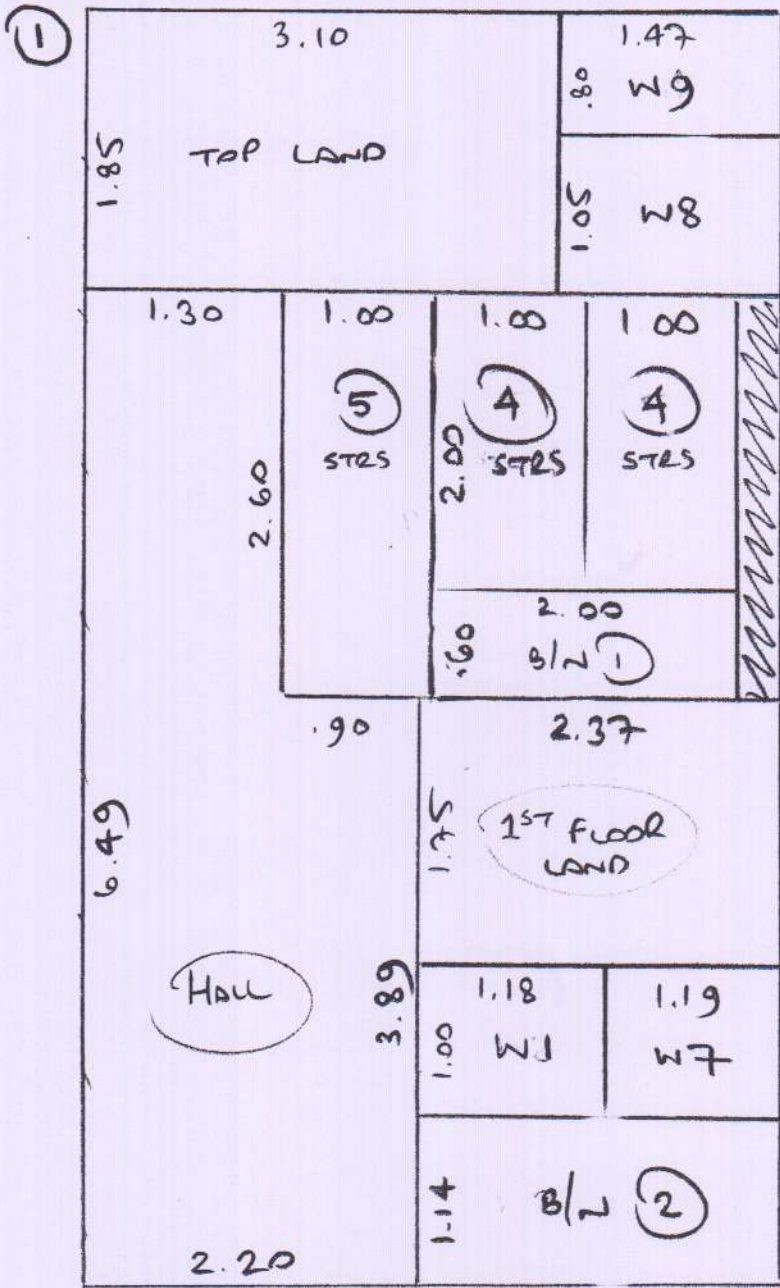 1
3.10
1.85
TOP LAND
1.47
.80
W9
1.05
W8
1.30
1.00
1.00
1.00
5
STRS
4
STRS
4
STRS
2.60
2.00
2.00
.60
B/N 1
.90
2.37
6.49
1.75
1ST FLOOR
LAND
HALL
3.89
1.18
1.00
W1
1.19
W7
1.14
B/N 2
2.20